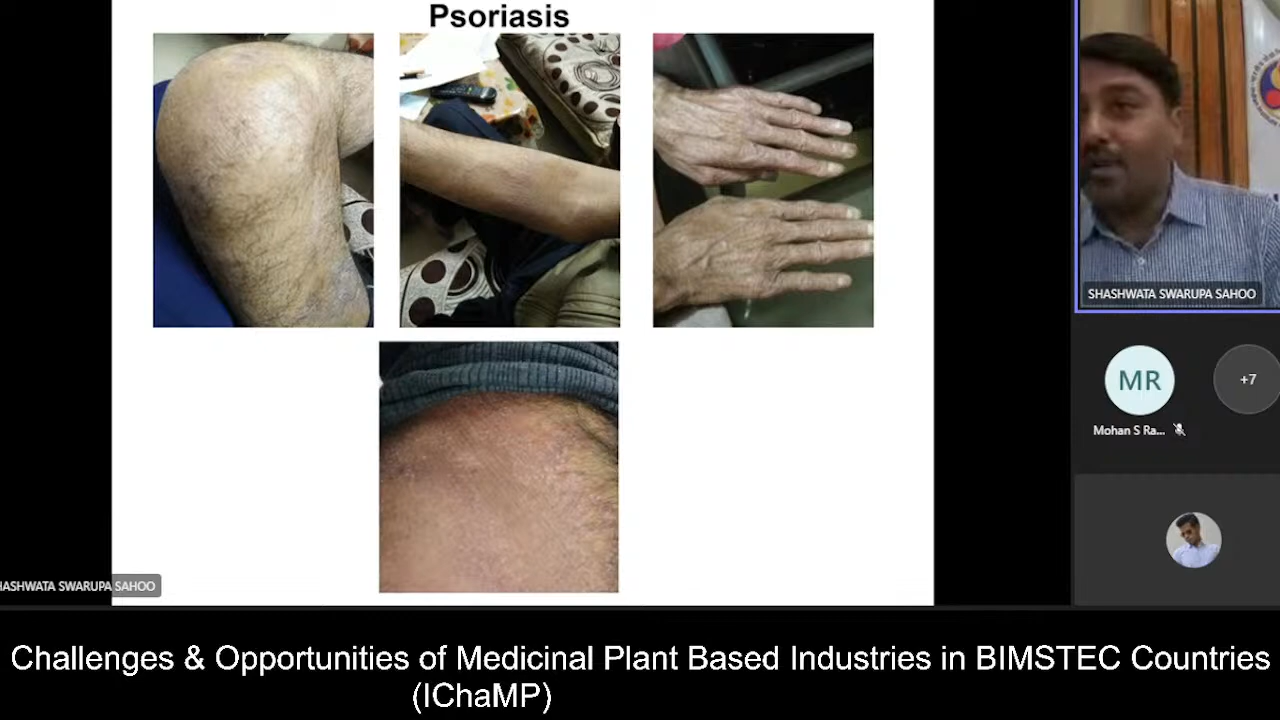 Psoriasis
SHASHWATA SWARUPA SAHOO
MR
+7
Mohan S Ra...
HASHWATA SWARUPA SAHOO
Challenges & Opportunities of Medicinal Plant Based Industries in BIMSTEC Countries
(IChaMP)